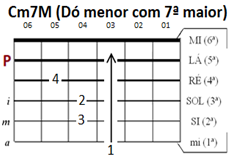 Cm7M (Dó menor com 7ª maior)
06 05 04 03 02 01
MI (6ª)
P LÁ (5ª)
4 RÉ (4ª)
i 2 SOL (3ª)
m 3 SI (2ª)
a mi (1ª)
1